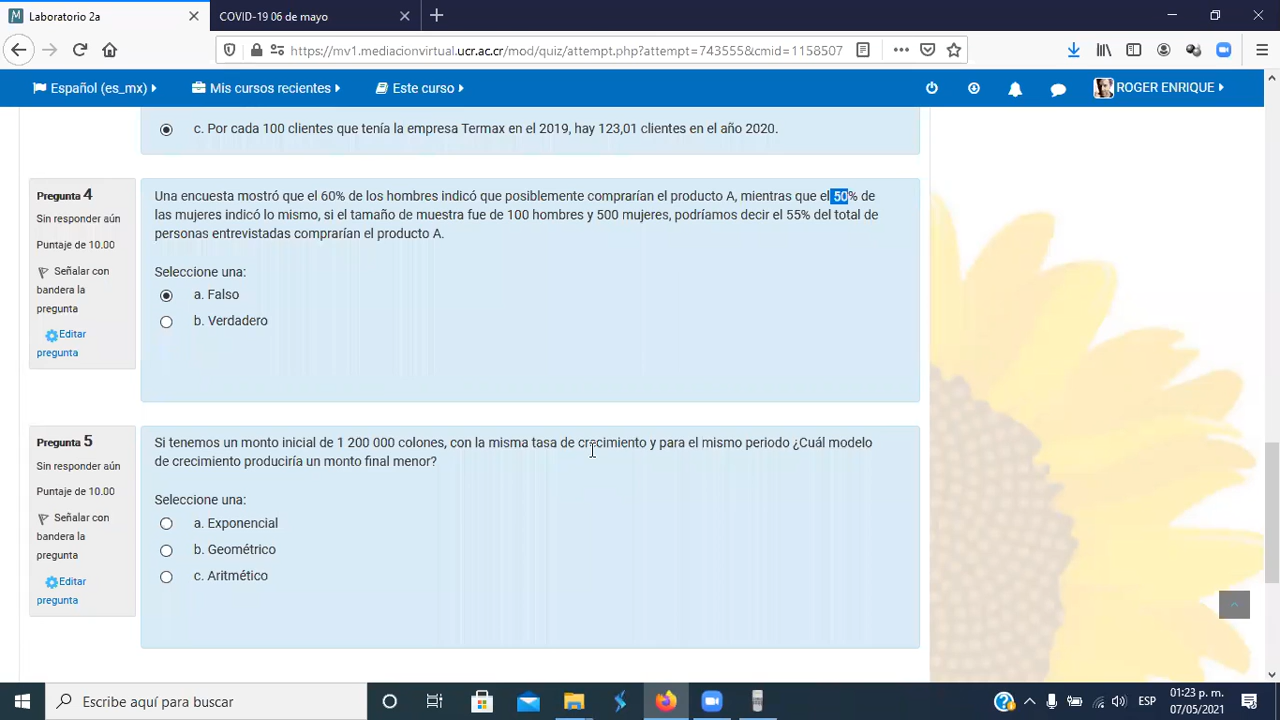 Laboratorio 2a
COVID-19 06 de mayo
https://mv1.mediacionvirtual.ucr.ac.cr/mod/quiz/attempt.php?attempt=743555&cmid=1158507
Español (es_mx)
Mis cursos recientes
Este curso
ROGER ENRIQUE
c. Por cada 100 clientes que tenía la empresa Termax en el 2019, hay 123,01 clientes en el año 2020.
Pregunta 4
Sin responder aún
Puntaje de 10.00
Señalar con
bandera la
pregunta
Editar
pregunta
Una encuesta mostró que el 60% de los hombres indicó que posiblemente comprarían el producto A, mientras que el 50% de
las mujeres indicó lo mismo, si el tamaño de muestra fue de 100 hombres y 500 mujeres, podríamos decir el 55% del total de
personas entrevistadas comprarían el producto A.
Seleccione una:
a. Falso
b. Verdadero
Pregunta 5
Sin responder aún
Puntaje de 10.00
Señalar con
bandera la
pregunta
Editar
pregunta
Si tenemos un monto inicial de 1 200 000 colones, con la misma tasa de crecimiento y para el mismo periodo ¿Cuál modelo
de crecimiento produciría un monto final menor?
Seleccione una:
a. Exponencial
b. Geométrico
c. Aritmético
Escribe aquí para buscar
ESP
01:23 p. m.
07/05/2021